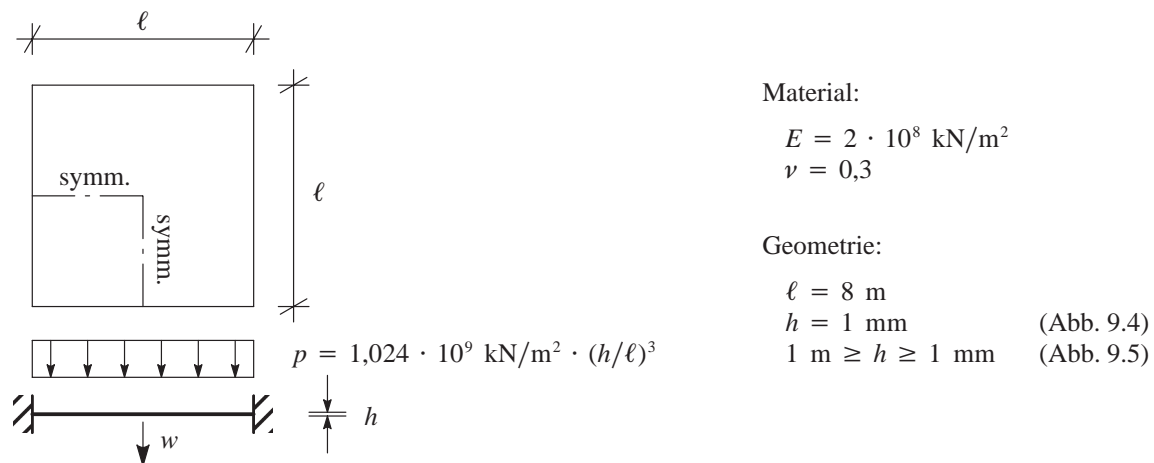 ℓ
symm.
symm.
ℓ
p = 1,024 · 10⁹ kN/m² · (h/ℓ)³
h
w
Material:
E = 2 · 10⁸ kN/m²
ν = 0,3
Geometrie:
ℓ = 8 m
h = 1 mm (Abb. 9.4)
1 m ≥ h ≥ 1 mm (Abb. 9.5)